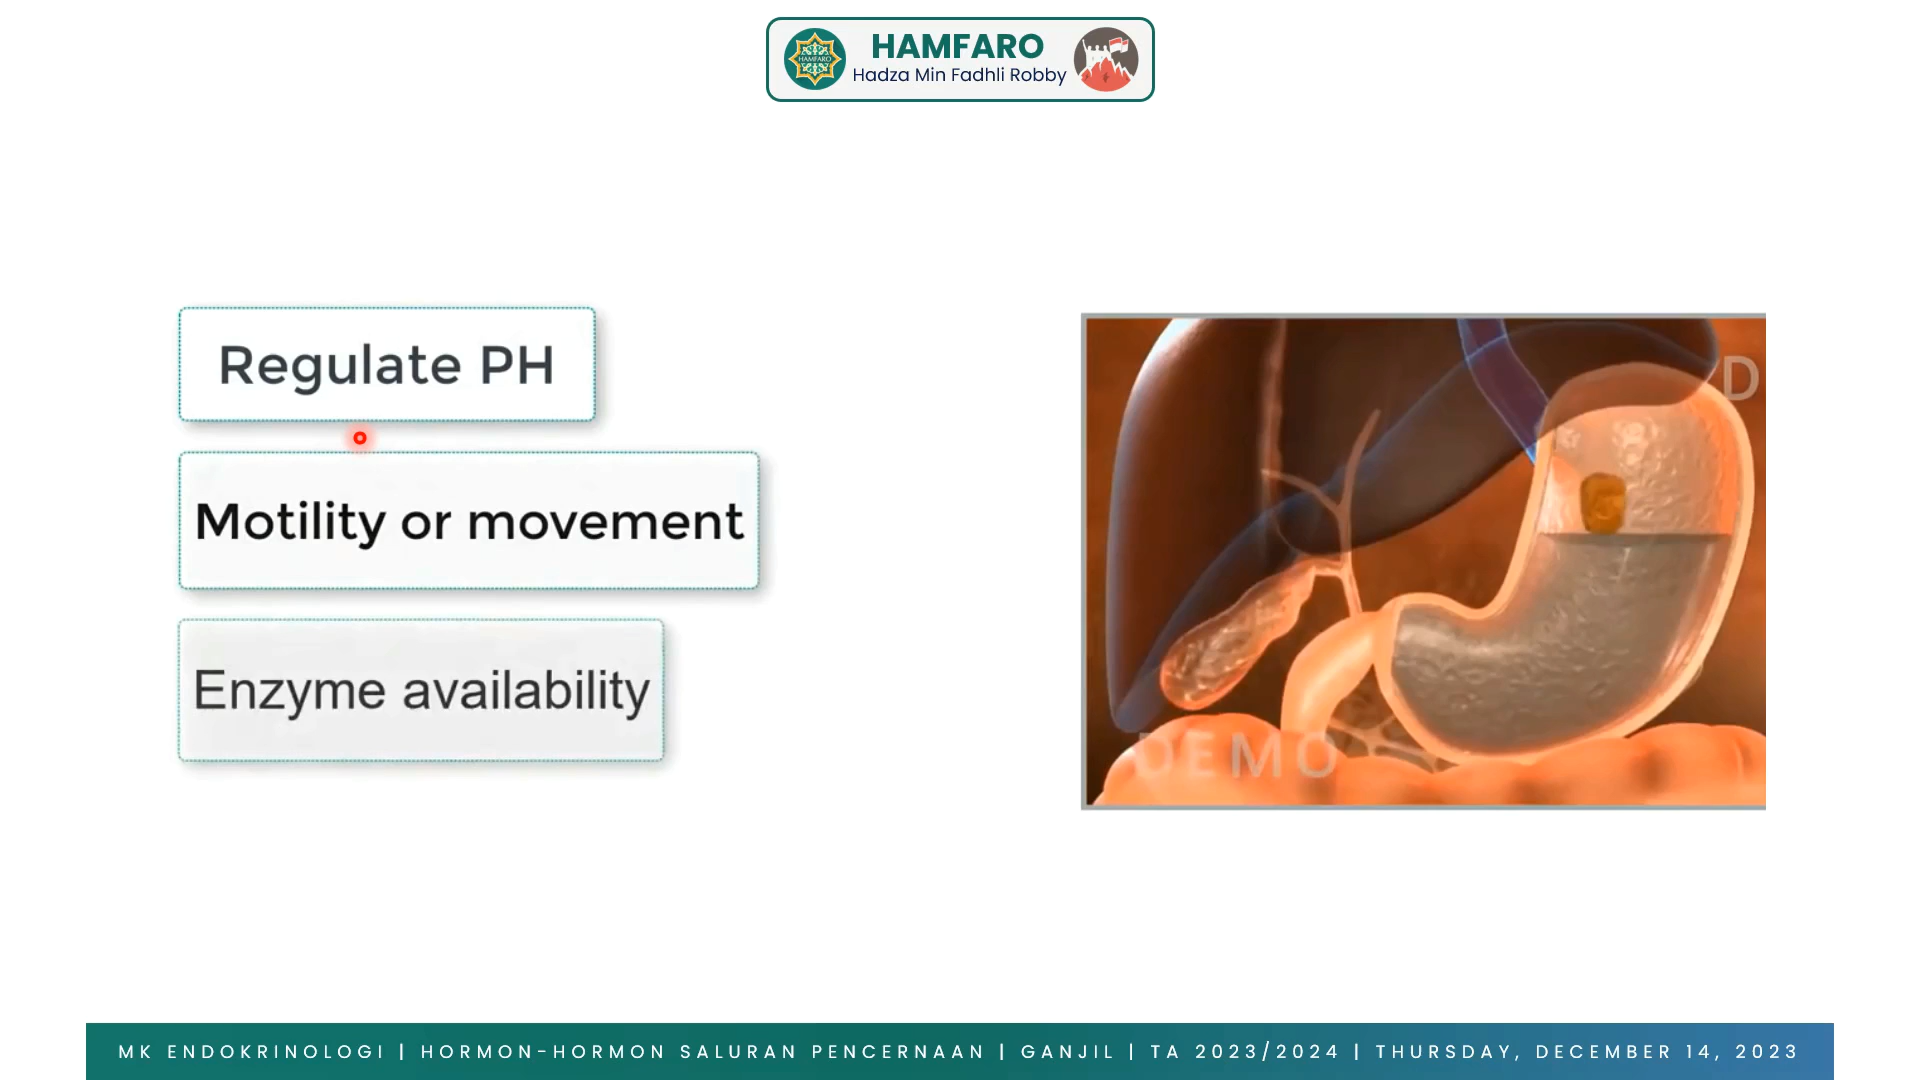 HAMFARO
HAMFARO
Hadza Min Fadhli Robby
Regulate PH
Motility or movement
Enzyme availability
D
DEMO
MK ENDOKRINOLOGI | HORMON-HORMON SALURAN PENCERNAAN | GANJIL | TA 2023/2024 | THURSDAY, DECEMBER 14, 2023